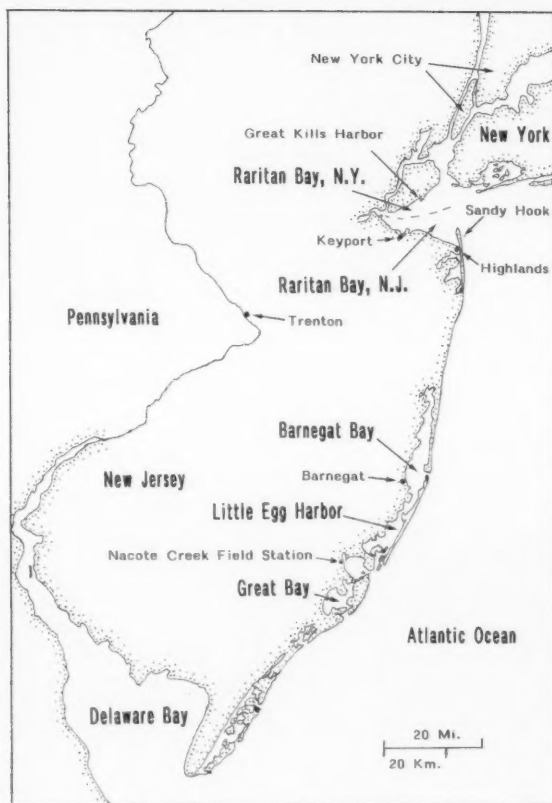 New York City
New York
Great Kills Harbor
Raritan Bay, N.Y.
Sandy Hook
Keyport
Highlands
Raritan Bay, N.J.
Pennsylvania
Trenton
Barnegat Bay
New Jersey
Barnegat
Little Egg Harbor
Nacote Creek Field Station
Great Bay
Atlantic Ocean
Delaware Bay
20 Mi.
20 Km.